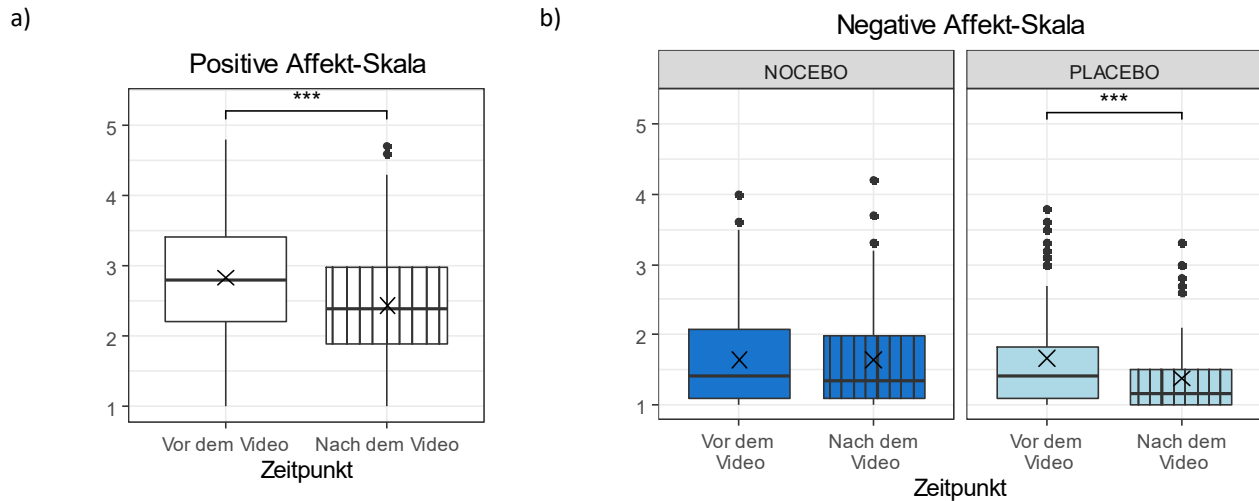 a)
Positive Affekt-Skala
***
5
4
3
2
1
Vor dem Video
Nach dem Video
Zeitpunkt
b)
Negative Affekt-Skala
NOCEBO
PLACEBO
***
5
4
3
2
1
Vor dem
Video
Nach dem
Video
Vor dem
Video
Nach dem
Video
Zeitpunkt